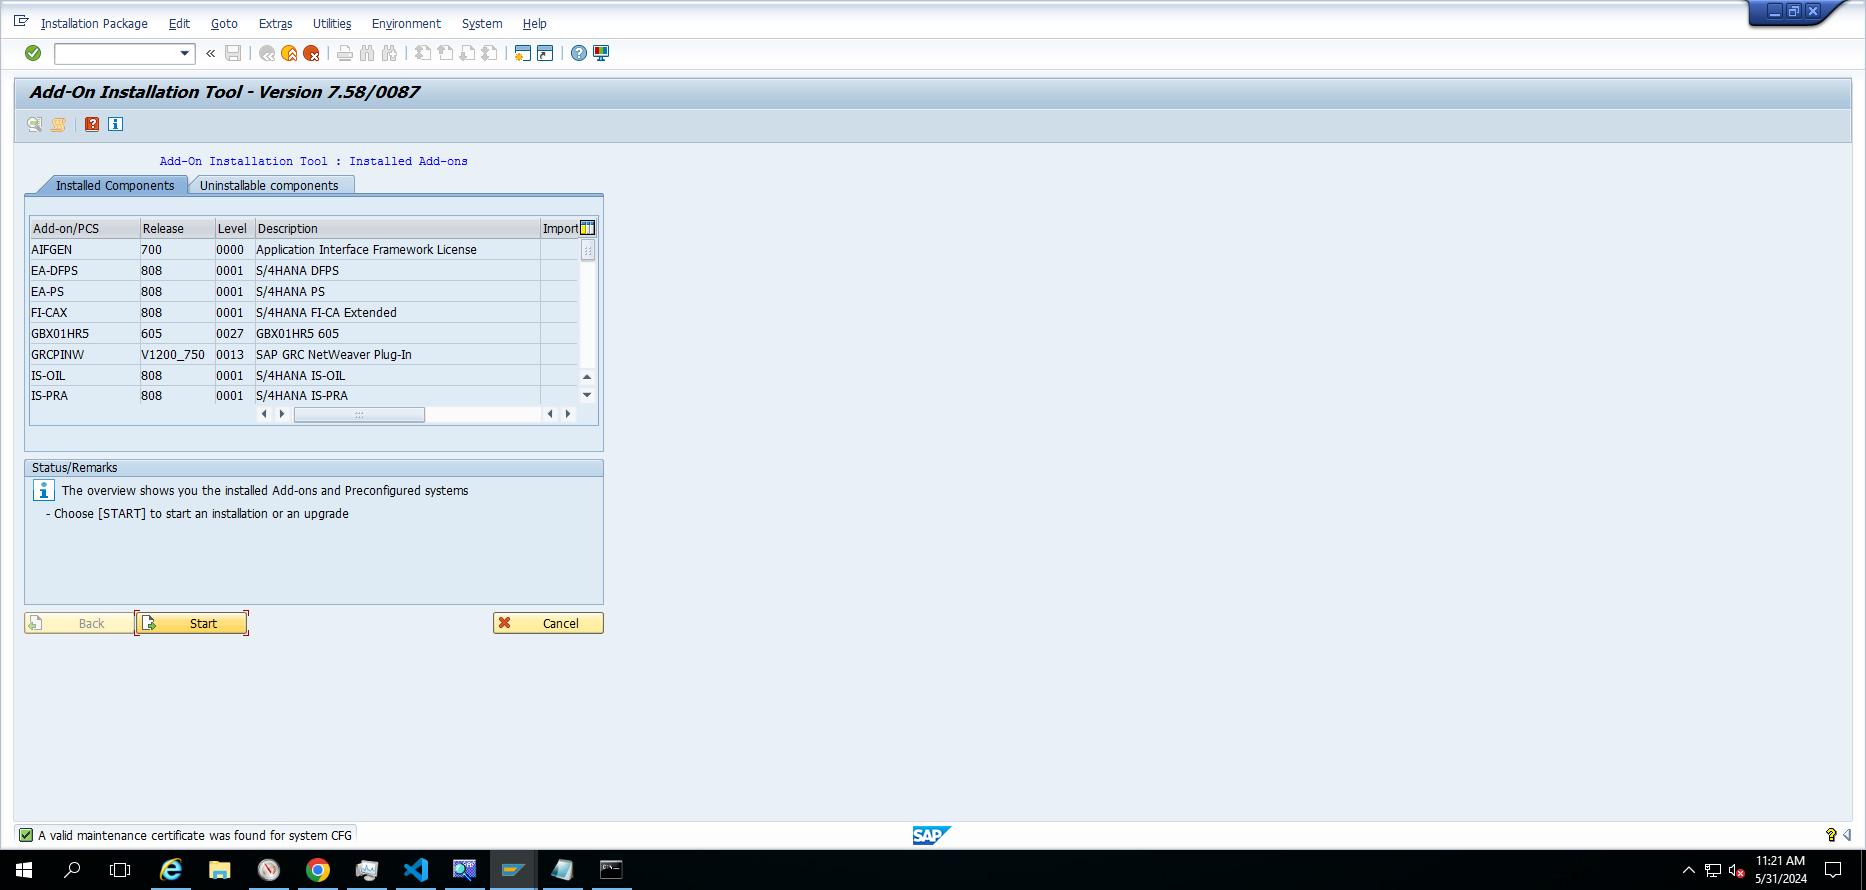 Installation Package Edit Goto Extras Utilities Environment System Help
Add-On Installation Tool - Version 7.58/0087
Add-On Installation Tool : Installed Add-ons
Installed Components Uninstallable components
Add-on/PCS Release Level Description Import
AIFGEN 700 0000 Application Interface Framework License
EA-DFPS 808 0001 S/4HANA DFPS
EA-PS 808 0001 S/4HANA PS
FI-CAX 808 0001 S/4HANA FI-CA Extended
GBX01HR5 605 0027 GBX01HR5 605
GRCPINW V1200_750 0013 SAP GRC NetWeaver Plug-In
IS-OIL 808 0001 S/4HANA IS-OIL
IS-PRA 808 0001 S/4HANA IS-PRA
Status/Remarks
The overview shows you the installed Add-ons and Preconfigured systems
- Choose [START] to start an installation or an upgrade
Back Start Cancel
A valid maintenance certificate was found for system CFG
SAP
11:21 AM
5/31/2024